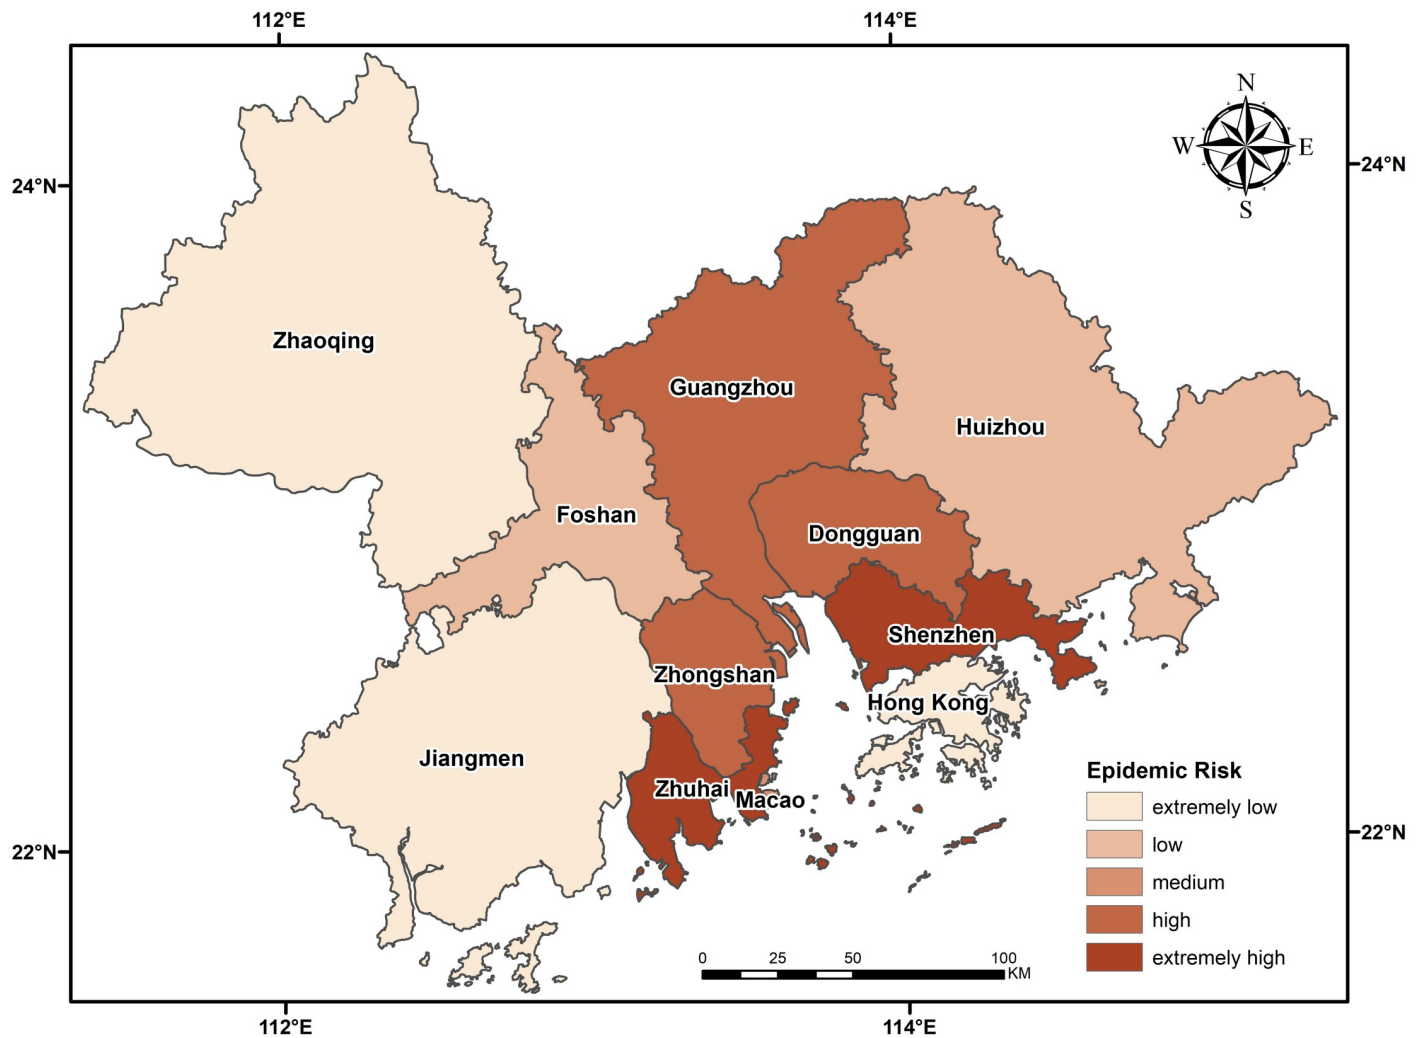 112°E
114°E
N
W
E
S
24°N
24°N
Zhaoqing
Guangzhou
Huizhou
Foshan
Dongguan
Shenzhen
Zhongshan
Hong Kong
Jiangmen
Zhuhai
Macao
Epidemic Risk
extremely low
low
medium
high
extremely high
22°N
22°N
0 25 50 100
KM
112°E
114°E